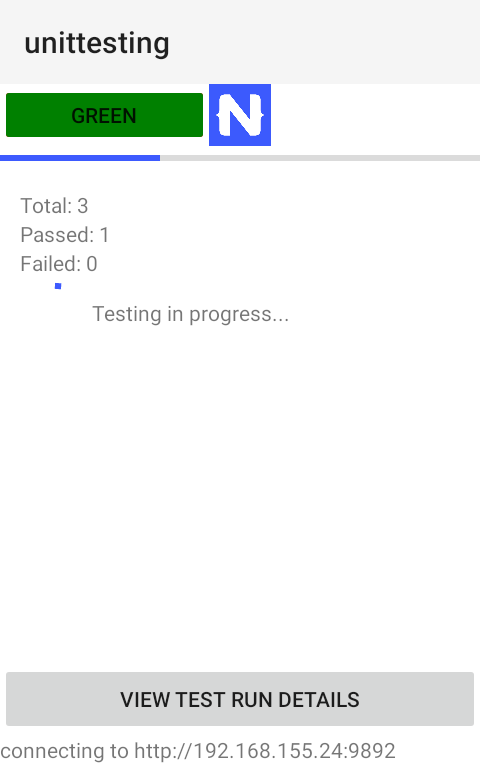 unittesting
GREEN
N
Total: 3
Passed: 1
Failed: 0
Testing in progress...
VIEW TEST RUN DETAILS
connecting to http://192.168.155.24:9892